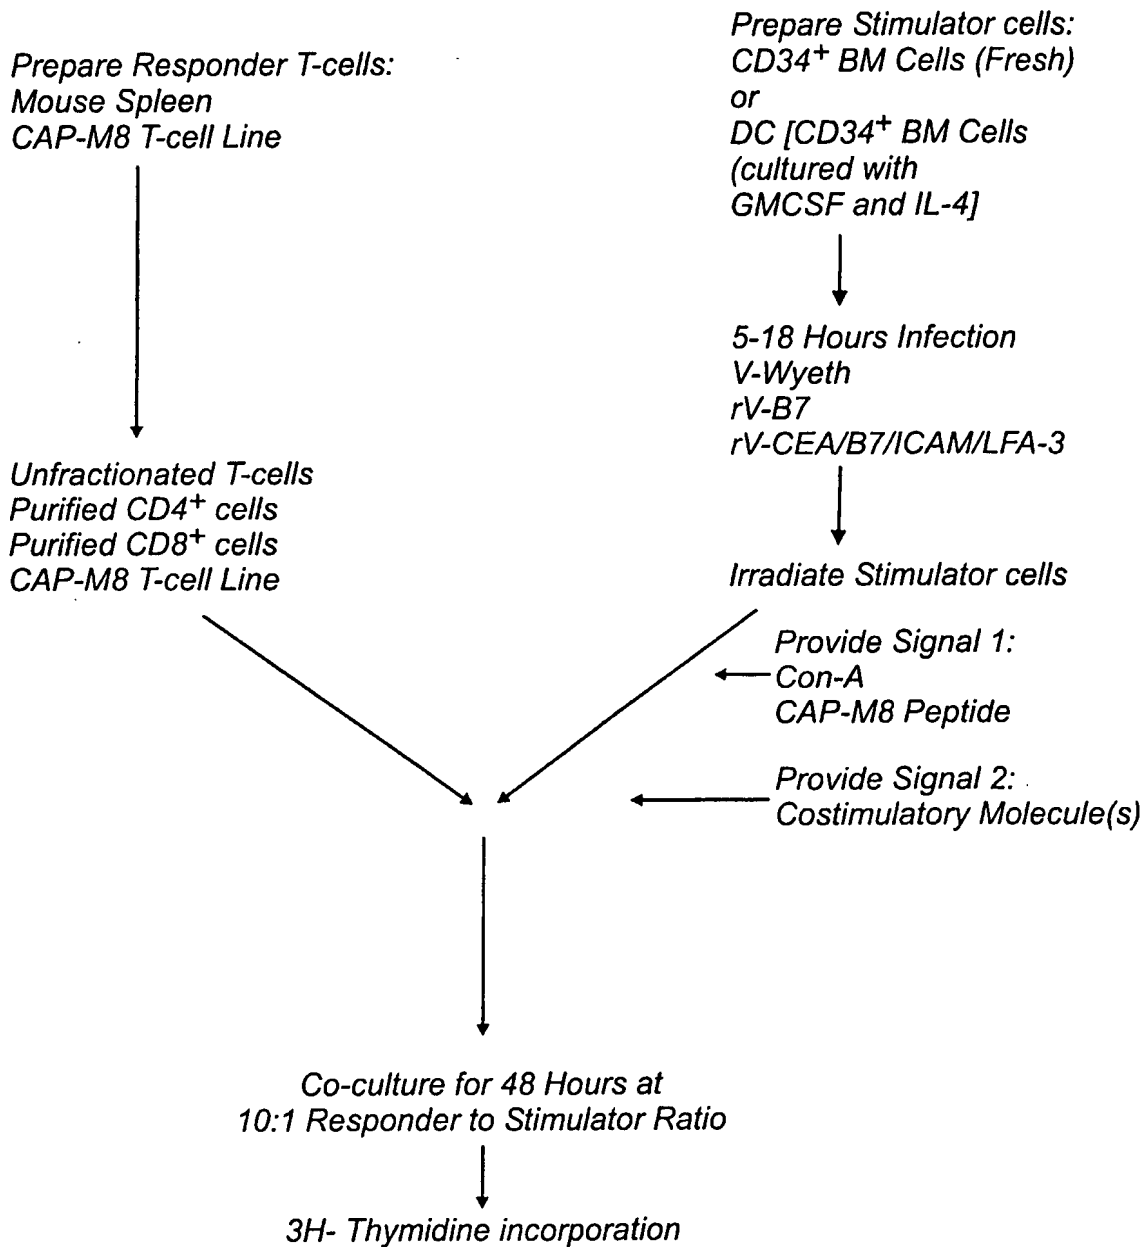 Prepare Responder T-cells:
Mouse Spleen
CAP-M8 T-cell Line
Prepare Stimulator cells:
CD34+ BM Cells (Fresh)
or
DC [CD34+ BM Cells
(cultured with
GMCSF and IL-4]
5-18 Hours Infection
V-Wyeth
rV-B7
rV-CEA/B7/ICAM/LFA-3
Unfractionated T-cells
Purified CD4+ cells
Purified CD8+ cells
CAP-M8 T-cell Line
Irradiate Stimulator cells
Provide Signal 1:
Con-A
CAP-M8 Peptide
Provide Signal 2:
Costimulatory Molecule(s)
Co-culture for 48 Hours at
10:1 Responder to Stimulator Ratio
3H- Thymidine incorporation